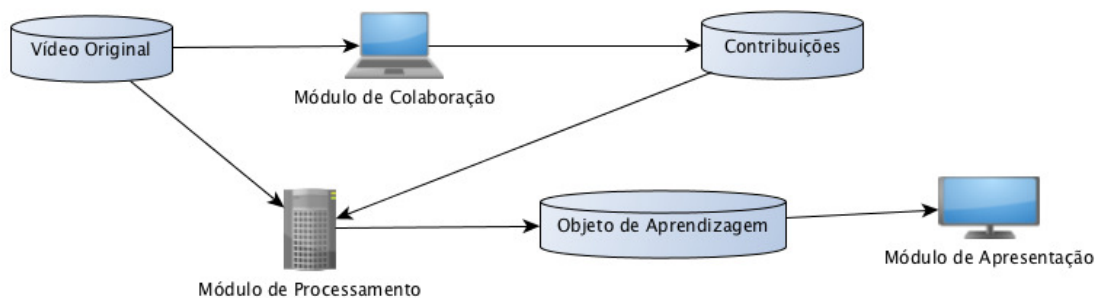 Vídeo Original
Contribuições
Módulo de Colaboração
Objeto de Aprendizagem
Módulo de Apresentação
Módulo de Processamento